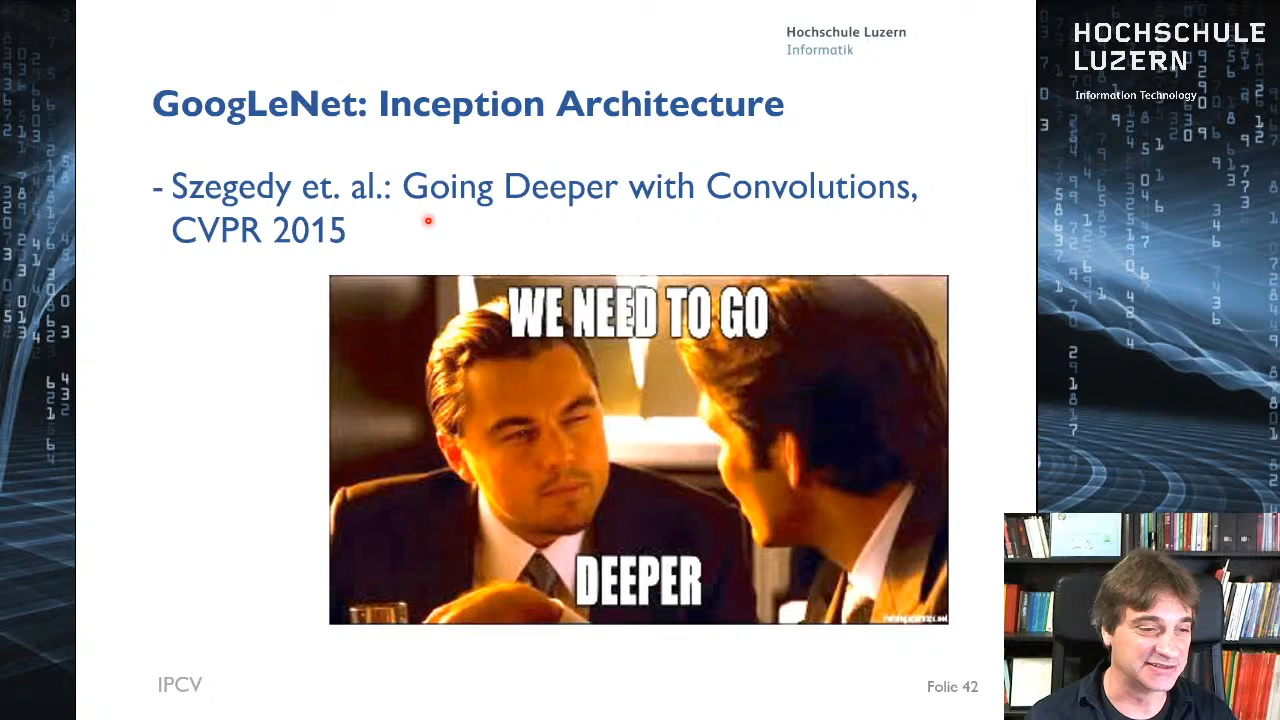 Hochschule Luzern
Informatik
HOCHSCHULE
LUZERN
Information Technology
GoogLeNet: Inception Architecture
- Szegedy et. al.: Going Deeper with Convolutions,
CVPR 2015
WE NEED TO GO
DEEPER
IPCV
Folie 42